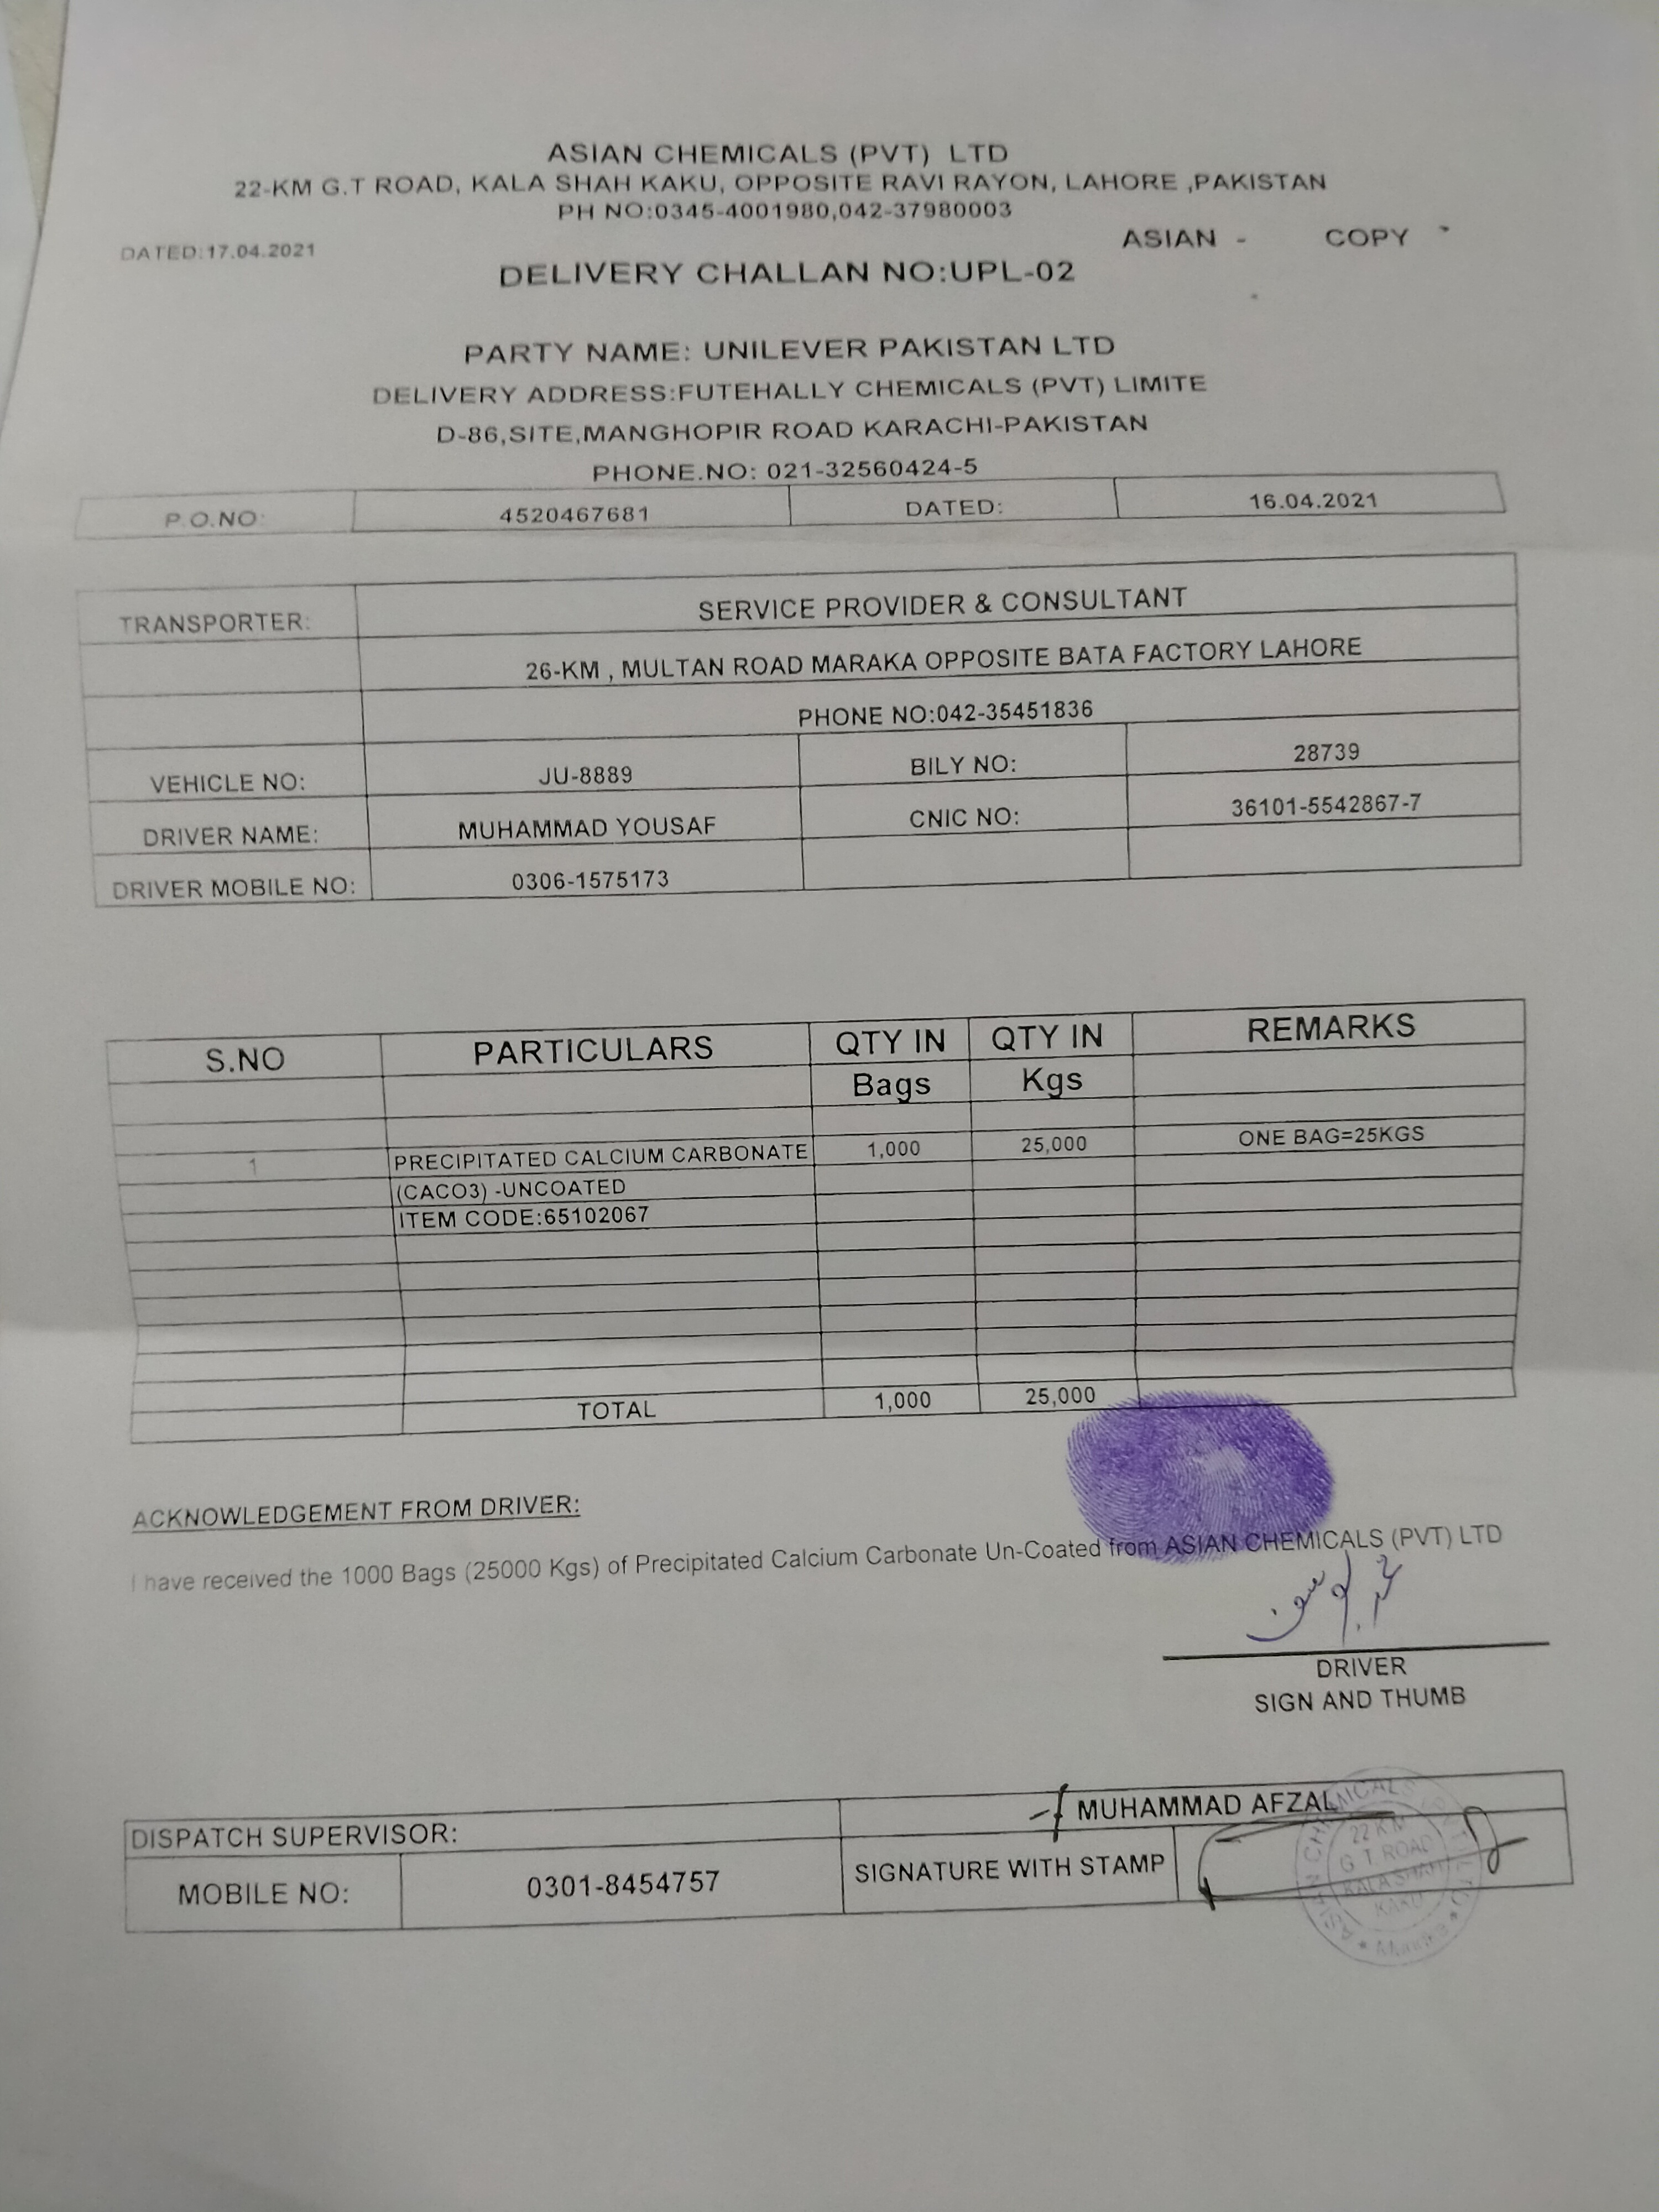 ASIAN CHEMICALS (PVT) LTD
22-KM G.T ROAD, KALA SHAH KAKU, OPPOSITE RAVI RAYON, LAHORE ,PAKISTAN
PH NO:0345-4001980,042-37980003
DATED:17.04.2021
ASIAN - COPY
DELIVERY CHALLAN NO:UPL-02
PARTY NAME: UNILEVER PAKISTAN LTD
DELIVERY ADDRESS:FUTEHALLY CHEMICALS (PVT) LIMITE
D-86,SITE,MANGHOPIR ROAD KARACHI-PAKISTAN
PHONE.NO: 021-32560424-5
P.O.NO: 4520467681 DATED: 16.04.2021
TRANSPORTER: SERVICE PROVIDER & CONSULTANT
26-KM , MULTAN ROAD MARAKA OPPOSITE BATA FACTORY LAHORE
PHONE NO:042-35451836
VEHICLE NO: JU-8889 BILY NO: 28739
DRIVER NAME: MUHAMMAD YOUSAF CNIC NO: 36101-5542867-7
DRIVER MOBILE NO: 0306-1575173
S.NO PARTICULARS QTY IN QTY IN REMARKS
Bags Kgs
1 PRECIPITATED CALCIUM CARBONATE 1,000 25,000 ONE BAG=25KGS
(CACO3) -UNCOATED
ITEM CODE:65102067
TOTAL 1,000 25,000
ACKNOWLEDGEMENT FROM DRIVER:
I have received the 1000 Bags (25000 Kgs) of Precipitated Calcium Carbonate Un-Coated from ASIAN CHEMICALS (PVT) LTD
محمد یوسف
DRIVER
SIGN AND THUMB
DISPATCH SUPERVISOR: MUHAMMAD AFZAL
MOBILE NO: 0301-8454757 SIGNATURE WITH STAMP
22 KM
G. T. ROAD
KALA SHAH
KAKU